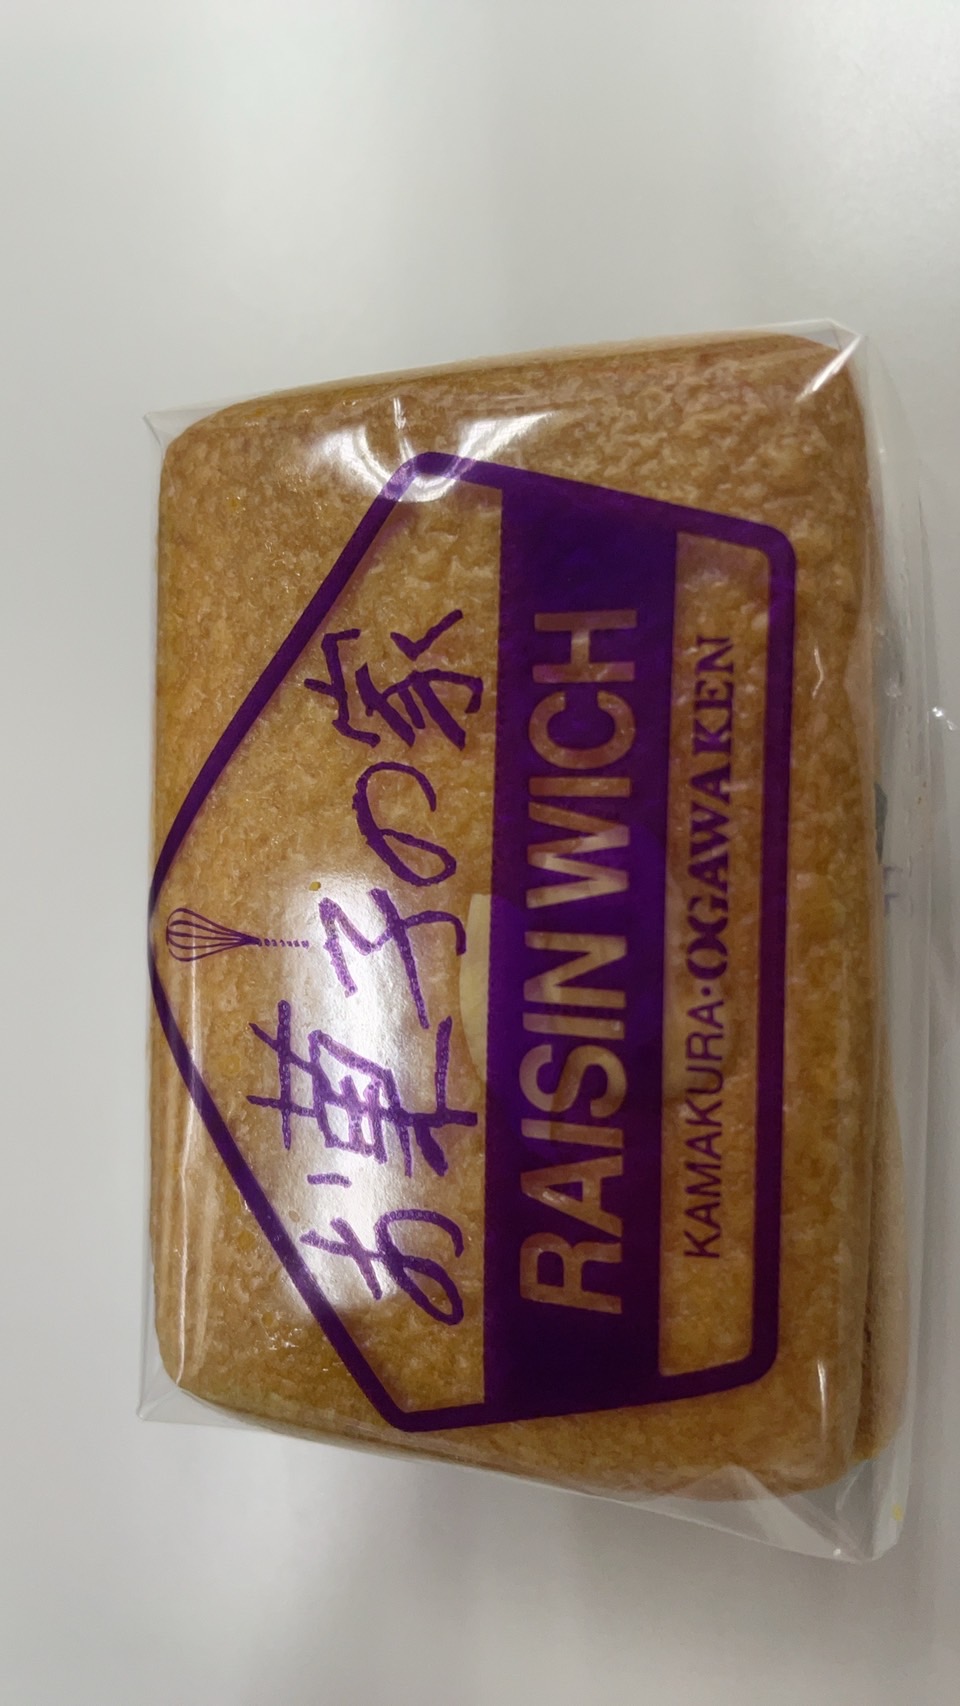 お菓子の家
RAISIN WICH
KAMAKURA・OGAWAKEN